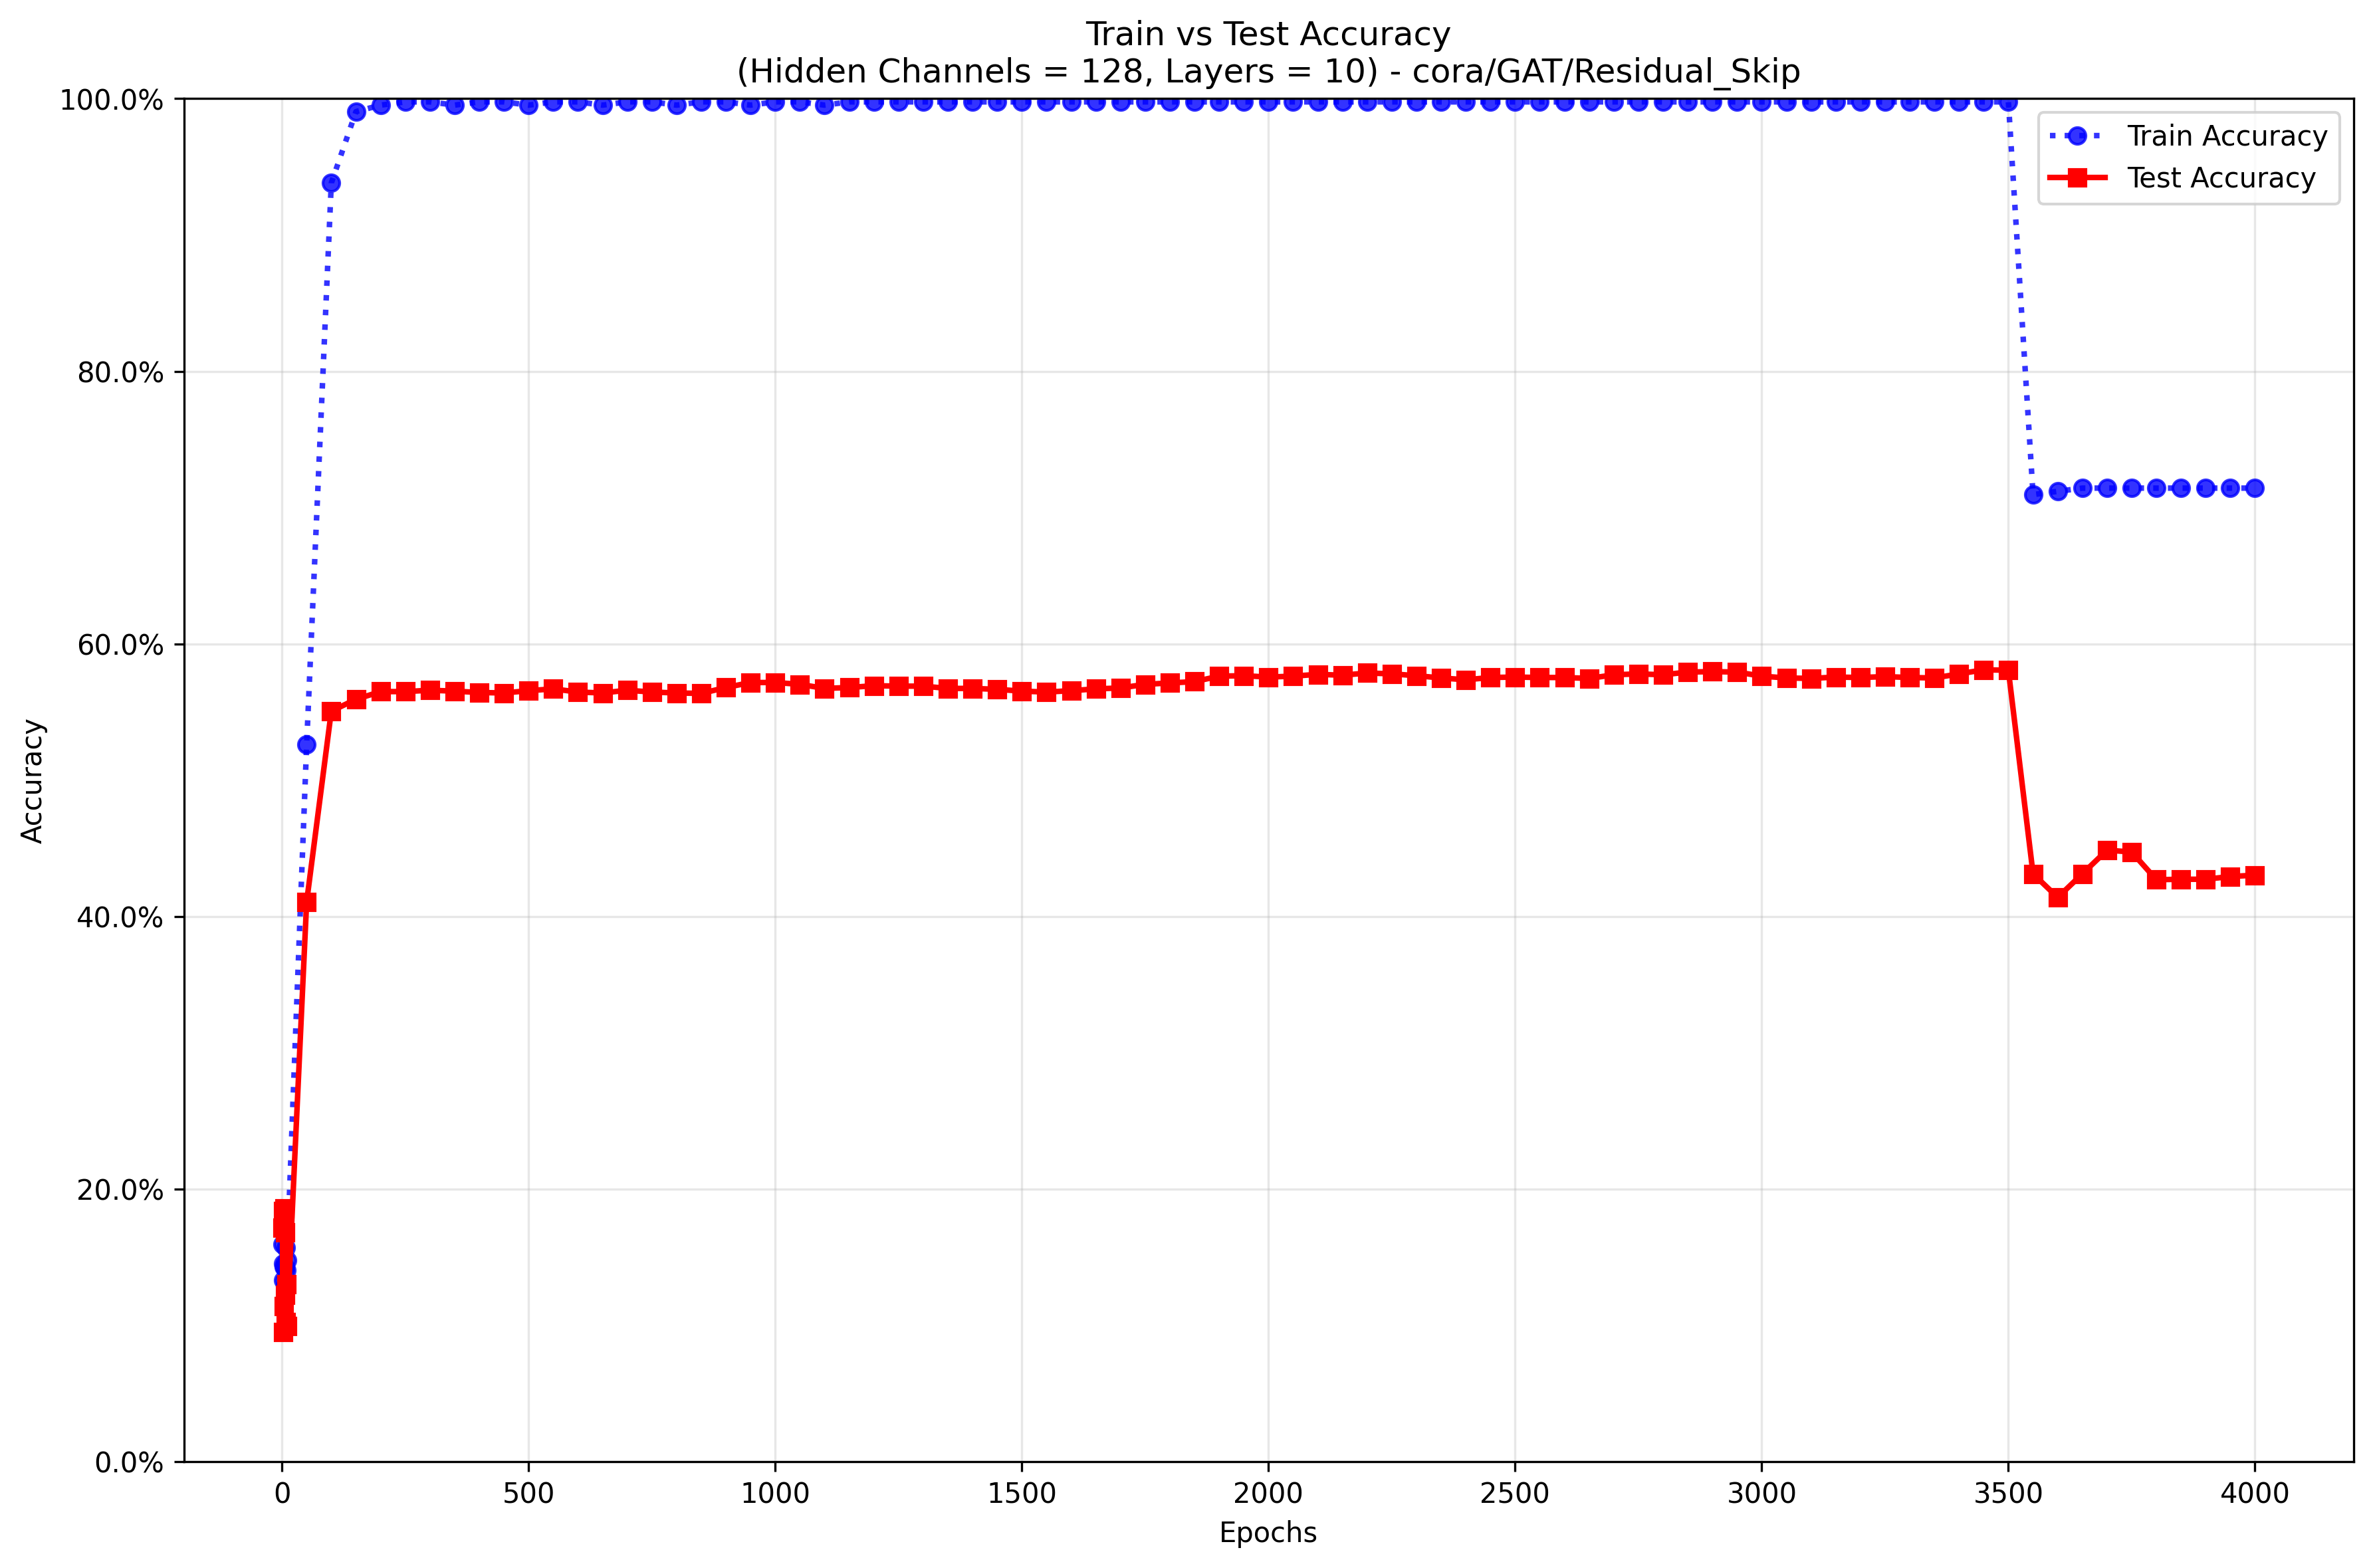 Train vs Test Accuracy
(Hidden Channels = 128, Layers = 10) - cora/GAT/Residual_Skip
100.0%
80.0%
60.0%
40.0%
20.0%
0.0%
Accuracy
Train Accuracy
Test Accuracy
0 500 1000 1500 2000 2500 3000 3500 4000
Epochs